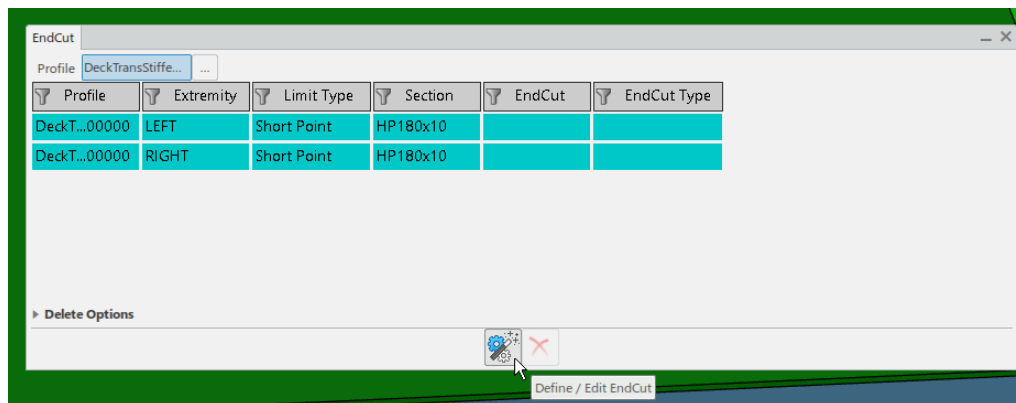 EndCut
Profile DeckTransStiffe... ...
Profile Extremity Limit Type Section EndCut EndCut Type
DeckT...00000 LEFT Short Point HP180x10
DeckT...00000 RIGHT Short Point HP180x10
Delete Options
Define / Edit EndCut